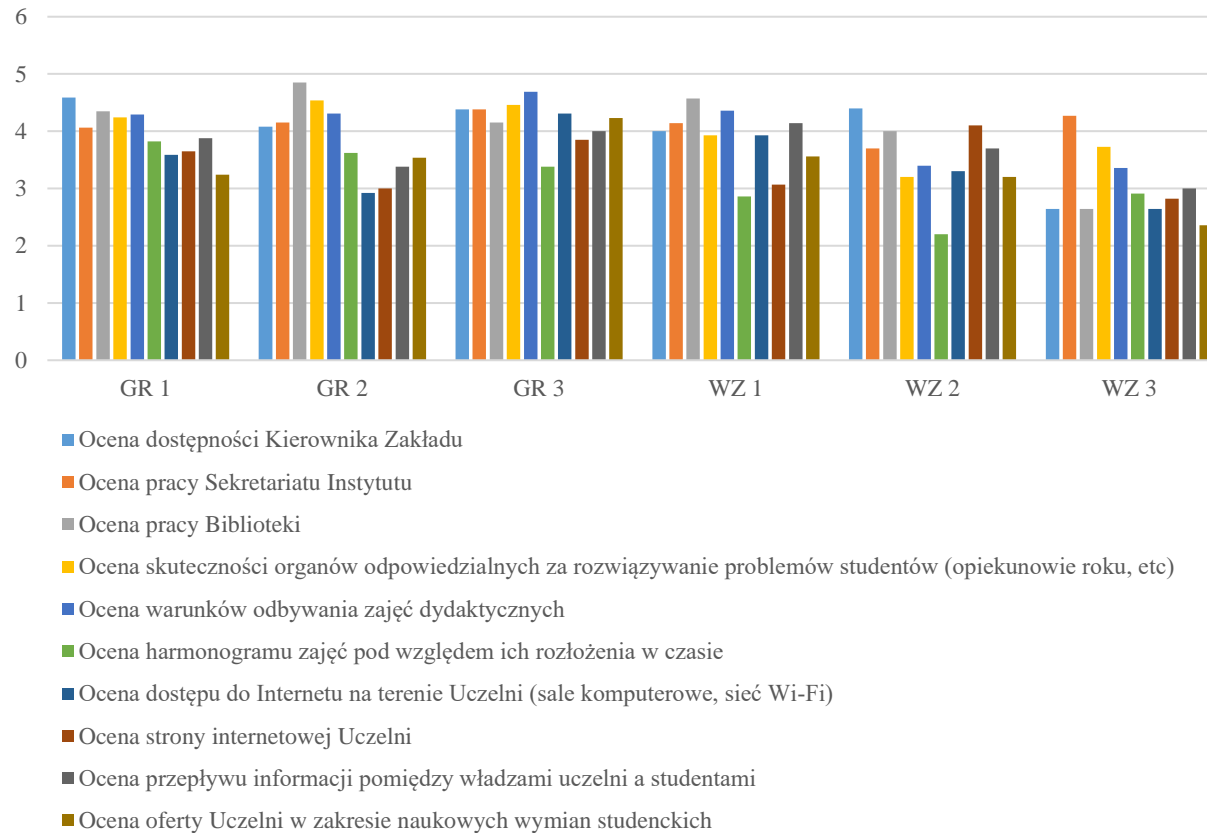 6
5
4
3
2
1
0
GR 1 GR 2 GR 3 WZ 1 WZ 2 WZ 3
Ocena dostępności Kierownika Zakładu
Ocena pracy Sekretariatu Instytutu
Ocena pracy Biblioteki
Ocena skuteczności organów odpowiedzialnych za rozwiązywanie problemów studentów (opiekunowie roku, etc)
Ocena warunków odbywania zajęć dydaktycznych
Ocena harmonogramu zajęć pod względem ich rozłożenia w czasie
Ocena dostępu do Internetu na terenie Uczelni (sale komputerowe, sieć Wi-Fi)
Ocena strony internetowej Uczelni
Ocena przepływu informacji pomiędzy władzami uczelni a studentami
Ocena oferty Uczelni w zakresie naukowych wymian studenckich